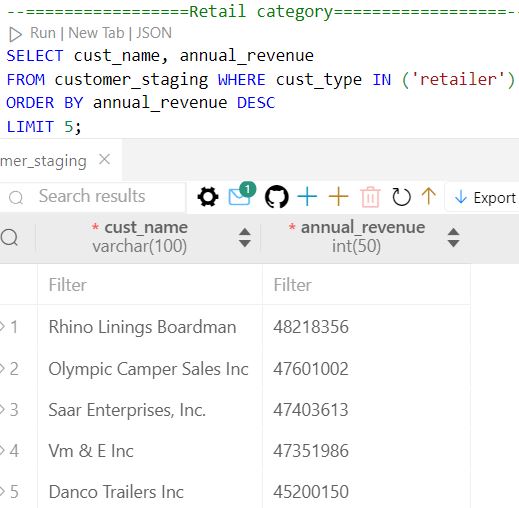 --=================Retail category=================--
Run | New Tab | JSON
SELECT cust_name, annual_revenue
FROM customer_staging WHERE cust_type IN ('retailer')
ORDER BY annual_revenue DESC
LIMIT 5;
mer_staging
Search results 1 Export
* cust_name * annual_revenue
varchar(100) int(50)
Filter Filter
1 Rhino Linings Boardman 48218356
2 Olympic Camper Sales Inc 47601002
3 Saar Enterprises, Inc. 47403613
4 Vm & E Inc 47351986
5 Danco Trailers Inc 45200150